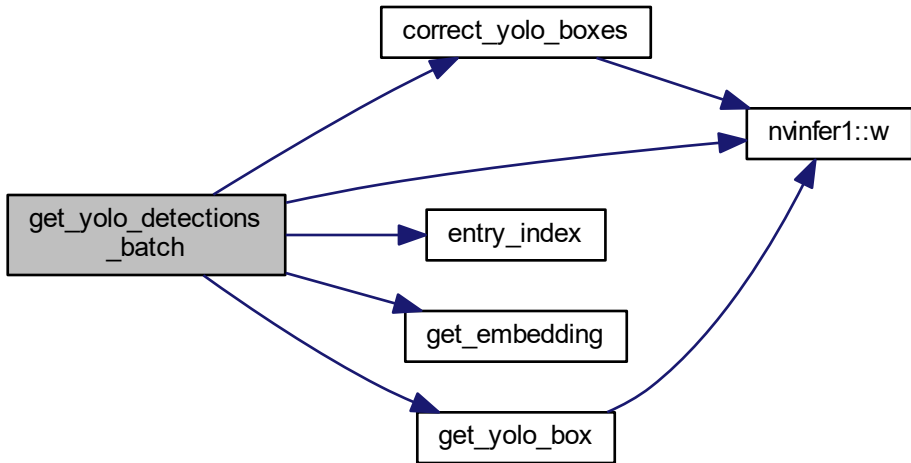 correct_yolo_boxes
nvinfer1::w
get_yolo_detections
_batch
entry_index
get_embedding
get_yolo_box